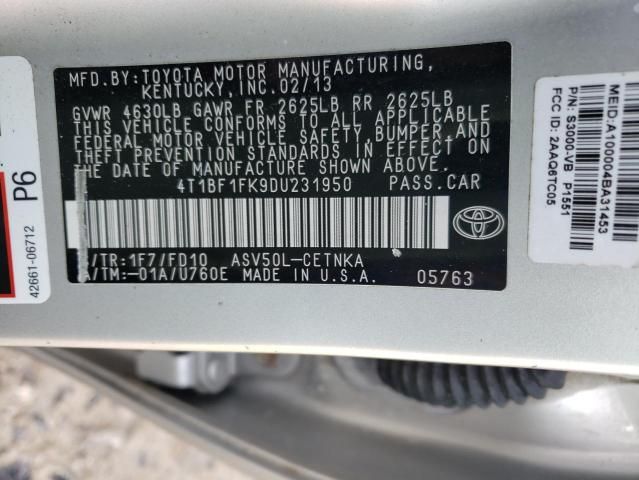 MFD.BY:TOYOTA MOTOR MANUFACTURING,
KENTUCKY,INC.02/13
GVWR 4630LB GAWR FR 2625LB RR 2625LB
THIS VEHICLE CONFORMS TO ALL APPLICABLE
FEDERAL MOTOR VEHICLE SAFETY,BUMPER,AND
THEFT PREVENTION STANDARDS IN EFFECT ON
THE DATE OF MANUFACTURE SHOWN ABOVE.
4T1BF1FK9DU231950 PASS.CAR
/TR:1F7/FD10 ASV50L-CETNKA
A/TM:-01A/U760E MADE IN U.S.A. 05763
42661-06712 P6
MEID:A100004BA31453
P/N: S3000-VB P1551
FCC ID: 2AAQ6TC05